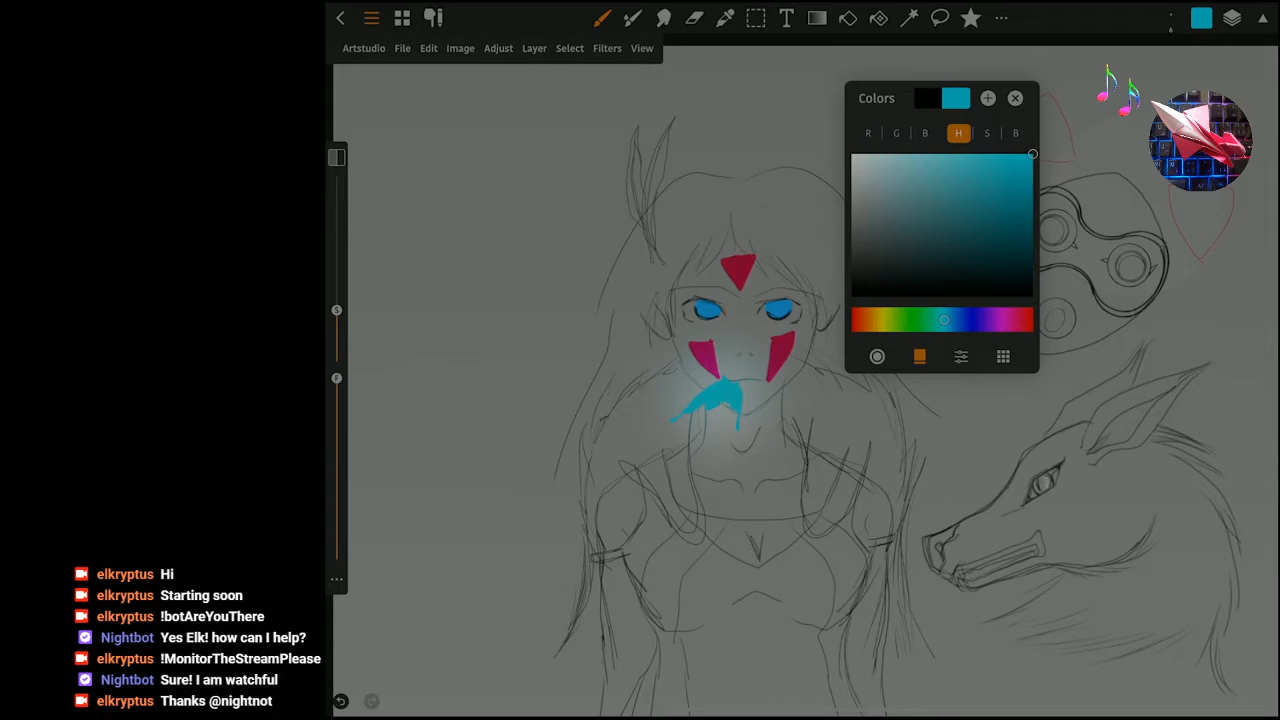 Artstudio File Edit Image Adjust Layer Select Filters View
6
Colors
R G B H S B
S
F
elkryptus Hi
elkryptus Starting soon
elkryptus !botAreYouThere
Nightbot Yes Elk! how can I help?
elkryptus !MonitorTheStreamPlease
Nightbot Sure! I am watchful
elkryptus Thanks @nightnot